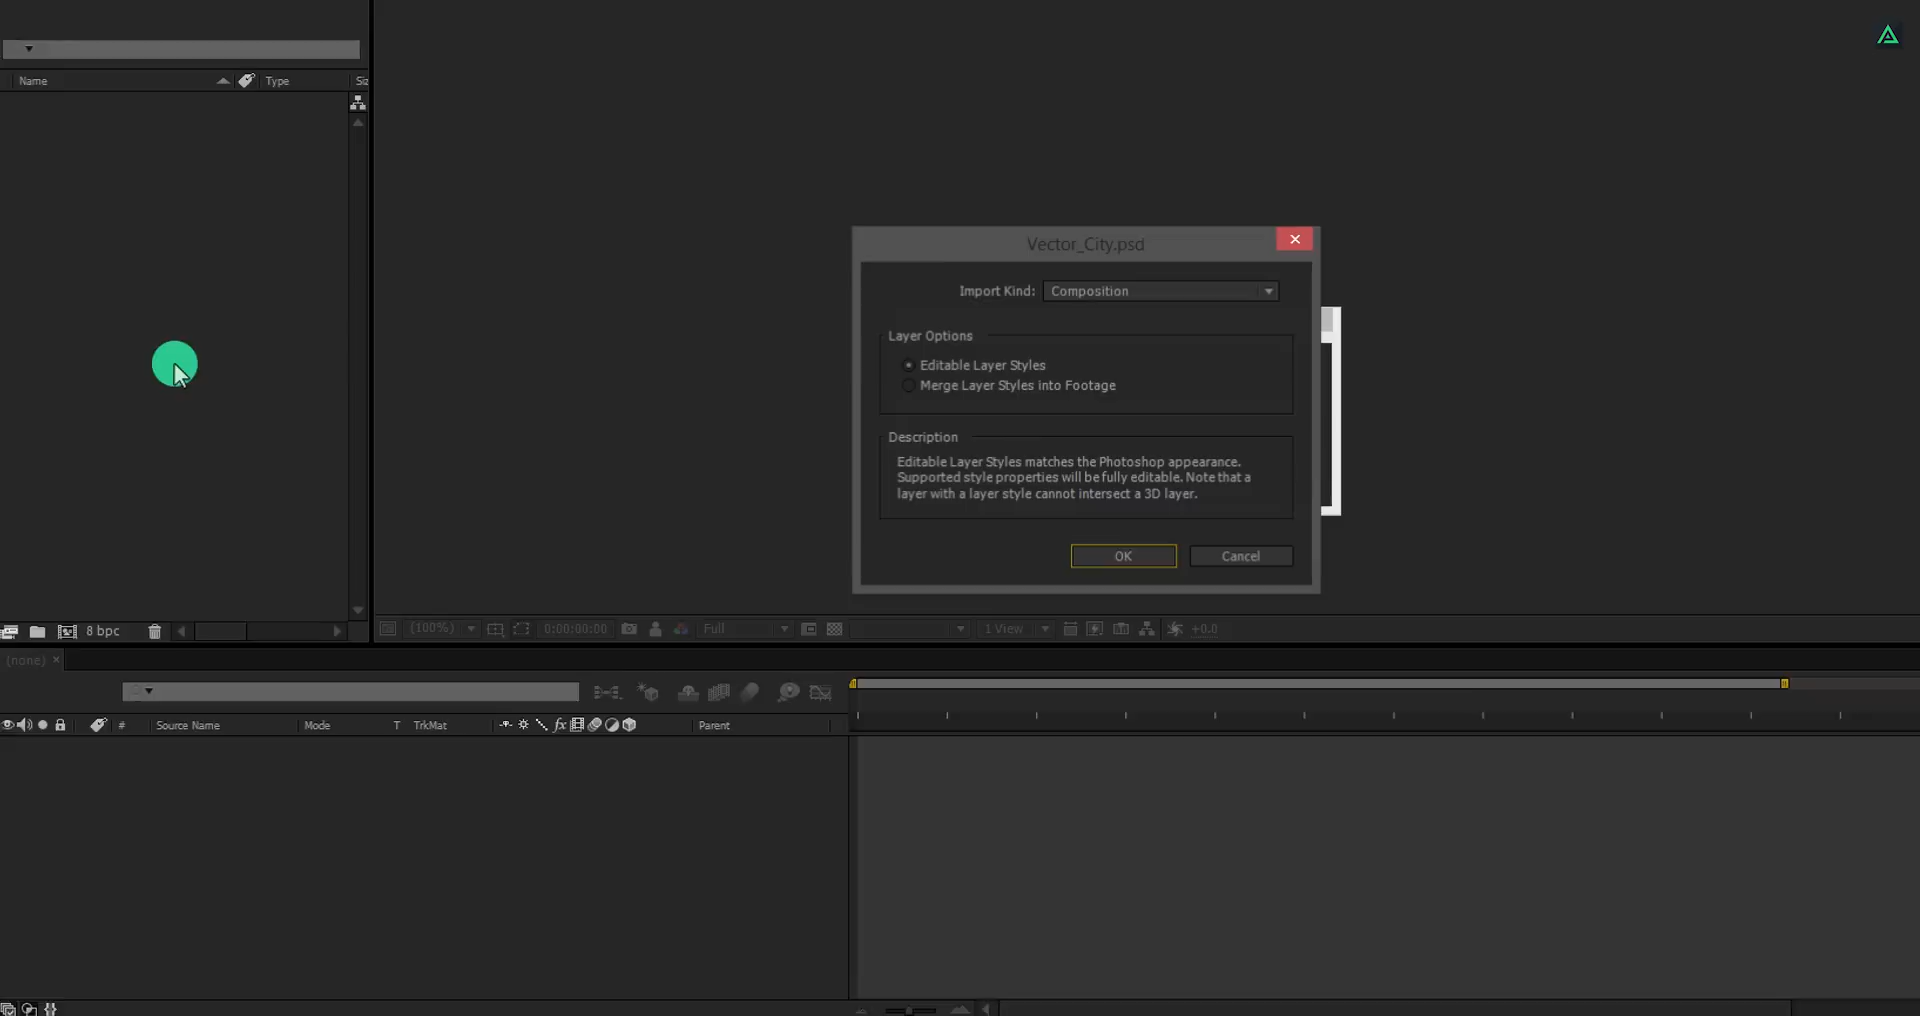 Name Type Siz
Vector_City.psd
Import Kind: Composition
Layer Options
Editable Layer Styles
Merge Layer Styles into Footage
Description
Editable Layer Styles matches the Photoshop appearance.
Supported style properties will be fully editable. Note that a
layer with a layer style cannot intersect a 3D layer.
OK Cancel
8 bpc
(100%) 0:00:00:00 Full 1 View +0.0
(none) ×
# Source Name Mode T TrkMat fx Parent